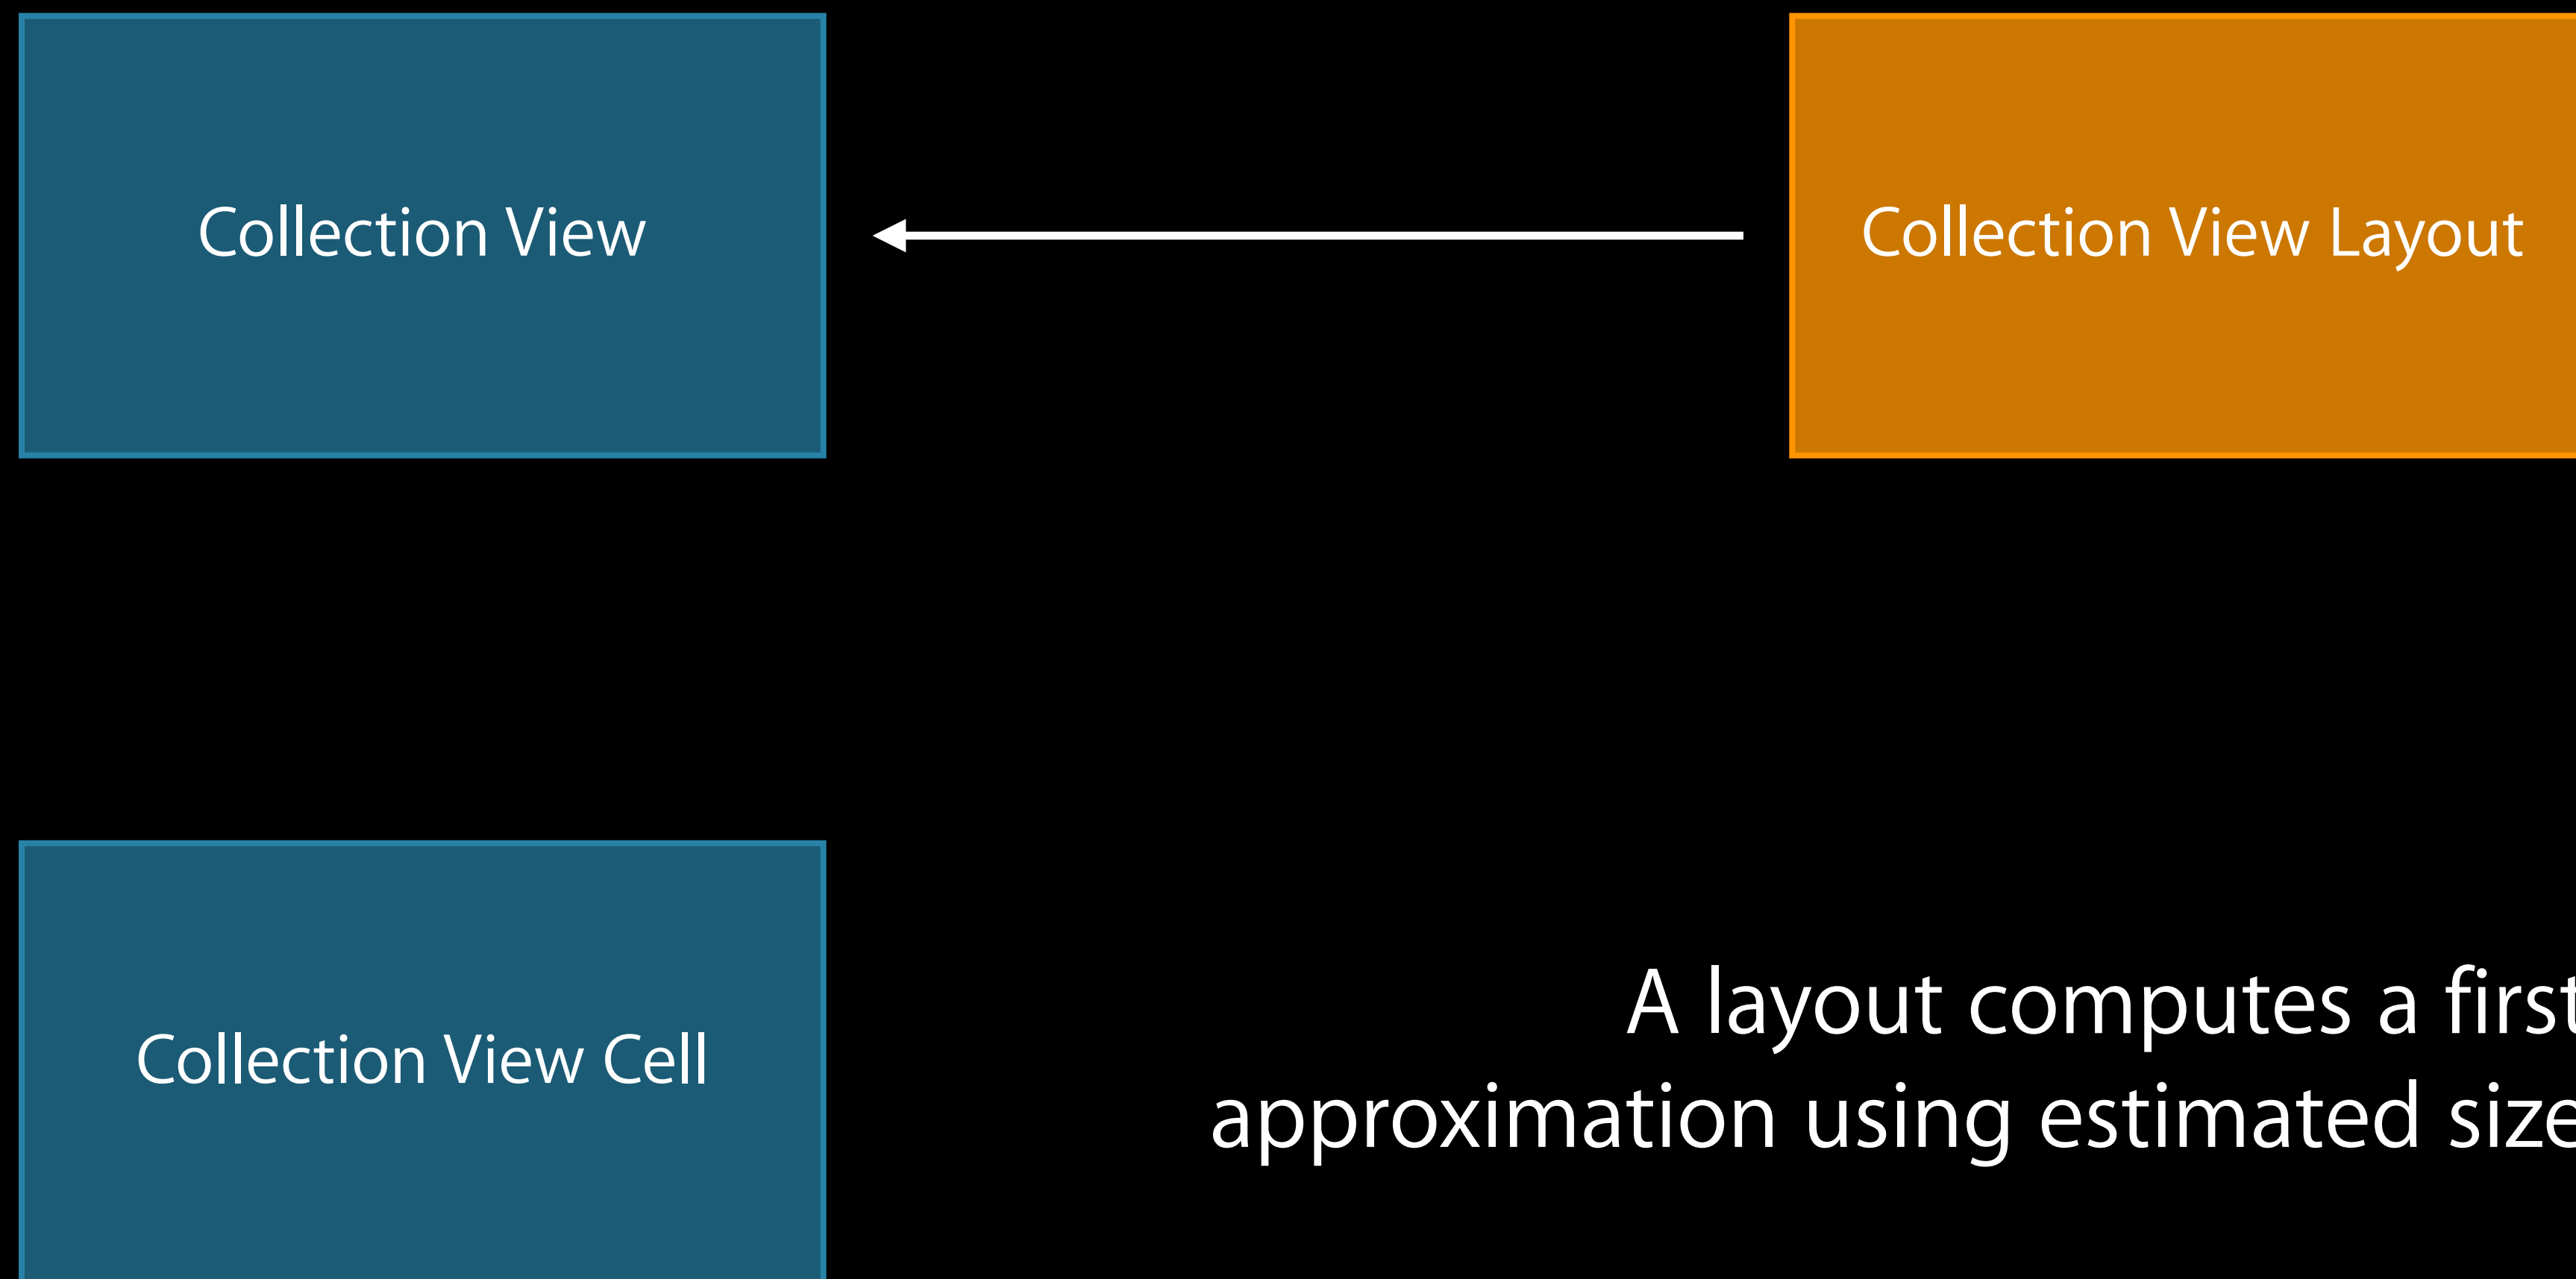 Collection View
Collection View Layout
Collection View Cell
A layout computes a first
approximation using estimated size